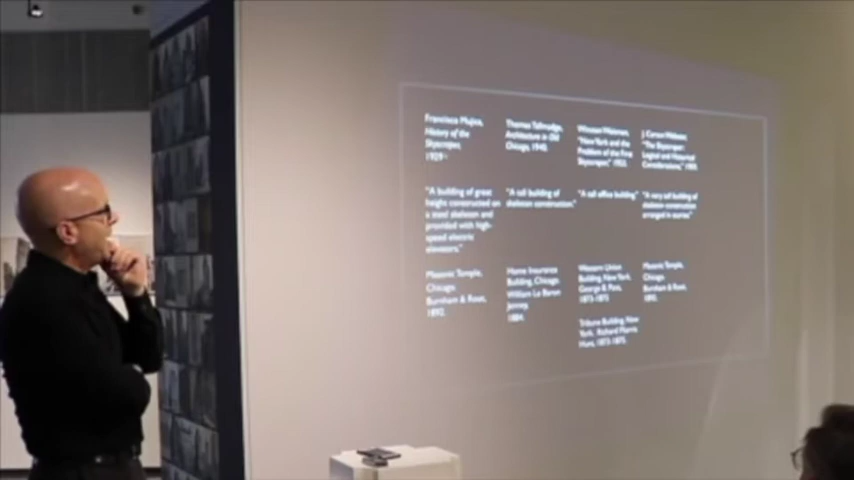 Francisco Mujica,
History of the
Skyscraper,
1929
Thomas Tallmadge,
Architecture in Old
Chicago, 1940.
Winston Weisman,
"New York and the
Problem of the First
Skyscraper," 1953.
J. Carson Webster,
"The Skyscraper:
Logical and Historical
Considerations," 1959.
"A building of great
height constructed on
a steel skeleton and
provided with high-
speed electric
elevators."
"A tall building of
skeleton construction."
"A tall office building"
"A very tall building of
skeleton construction
arranged in stories"
Masonic Temple,
Chicago.
Burnham & Root,
1892.
Home Insurance
Building, Chicago.
William Le Baron
Jenney,
1884.
Western Union
Building, New York.
George B. Post,
1873-1875
Tribune Building, New
York. Richard Morris
Hunt, 1873-1875.
Masonic Temple,
Chicago.
Burnham & Root,
1892.